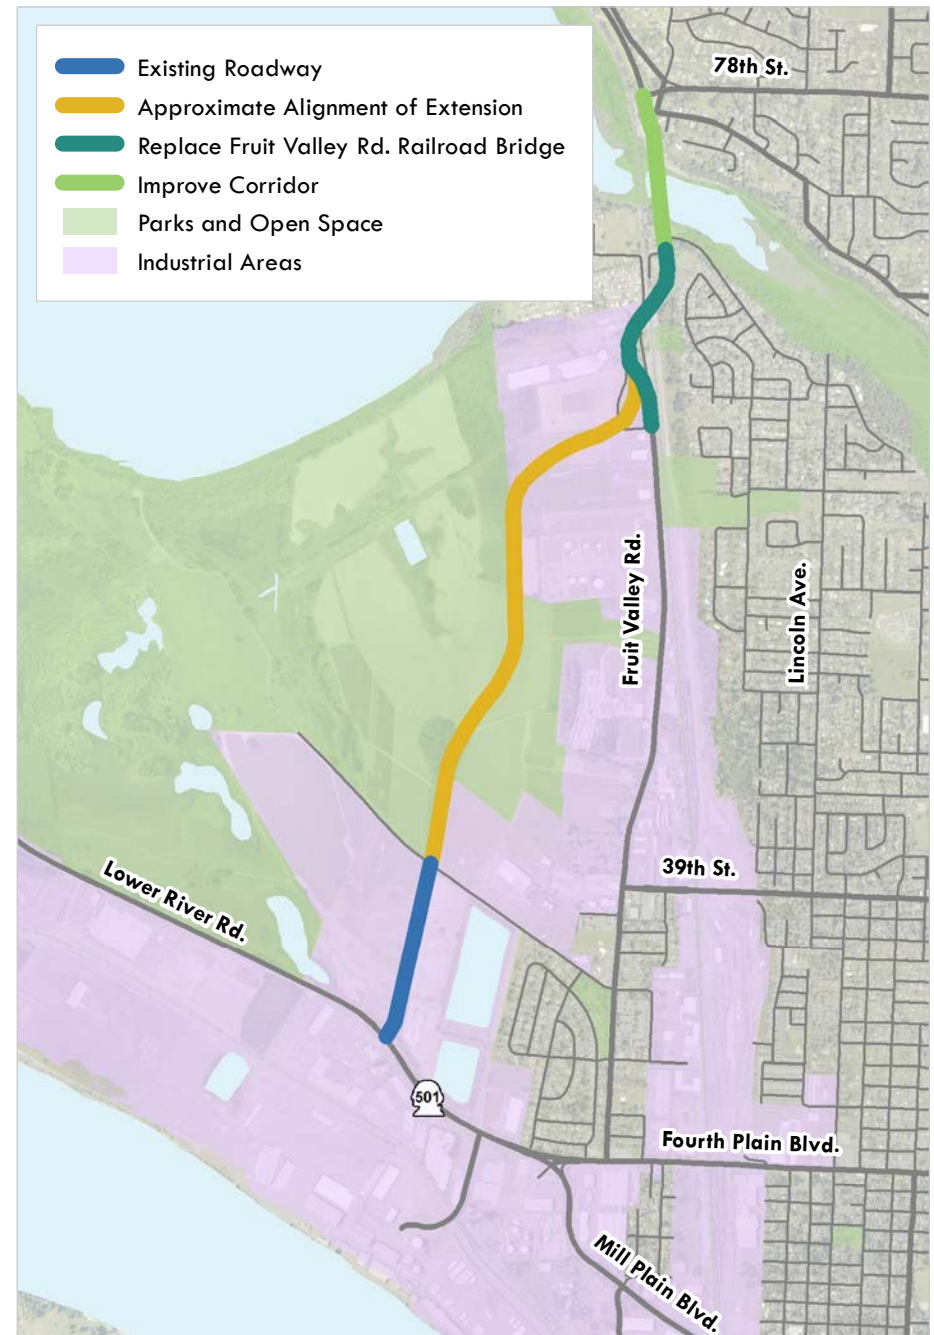 78th St.
Existing Roadway
Approximate Alignment of Extension
Replace Fruit Valley Rd. Railroad Bridge
Improve Corridor
Parks and Open Space
Industrial Areas
Fruit Valley Rd.
Lincoln Ave.
39th St.
Lower River Rd.
501
Fourth Plain Blvd.
Mill Plain Blvd.